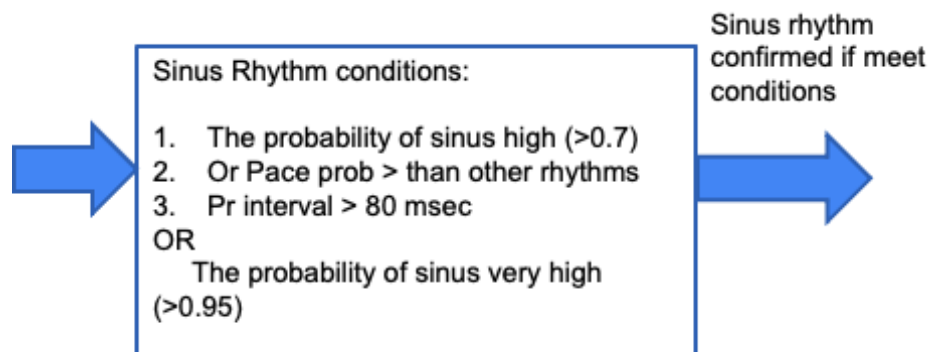 Sinus Rhythm conditions:
1. The probability of sinus high (>0.7)
2. Or Pace prob > than other rhythms
3. Pr interval > 80 msec
OR
The probability of sinus very high
(>0.95)
Sinus rhythm
confirmed if meet
conditions